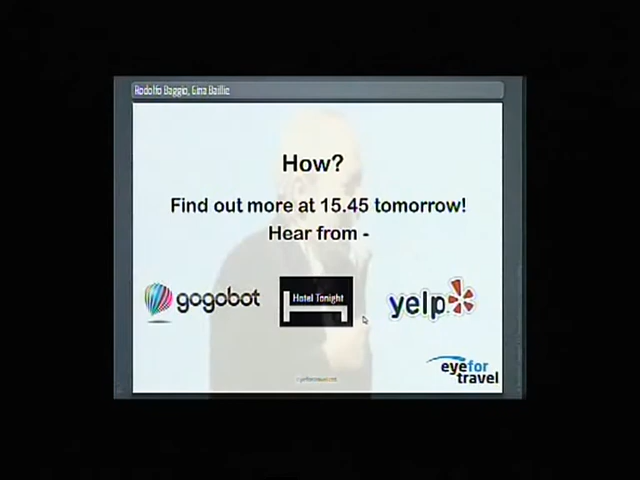 Rodolfo Baggio, Gina Baillie
How?
Find out more at 15.45 tomorrow!
Hear from -
gogobot
Hotel Tonight
yelp
eyefor
travel